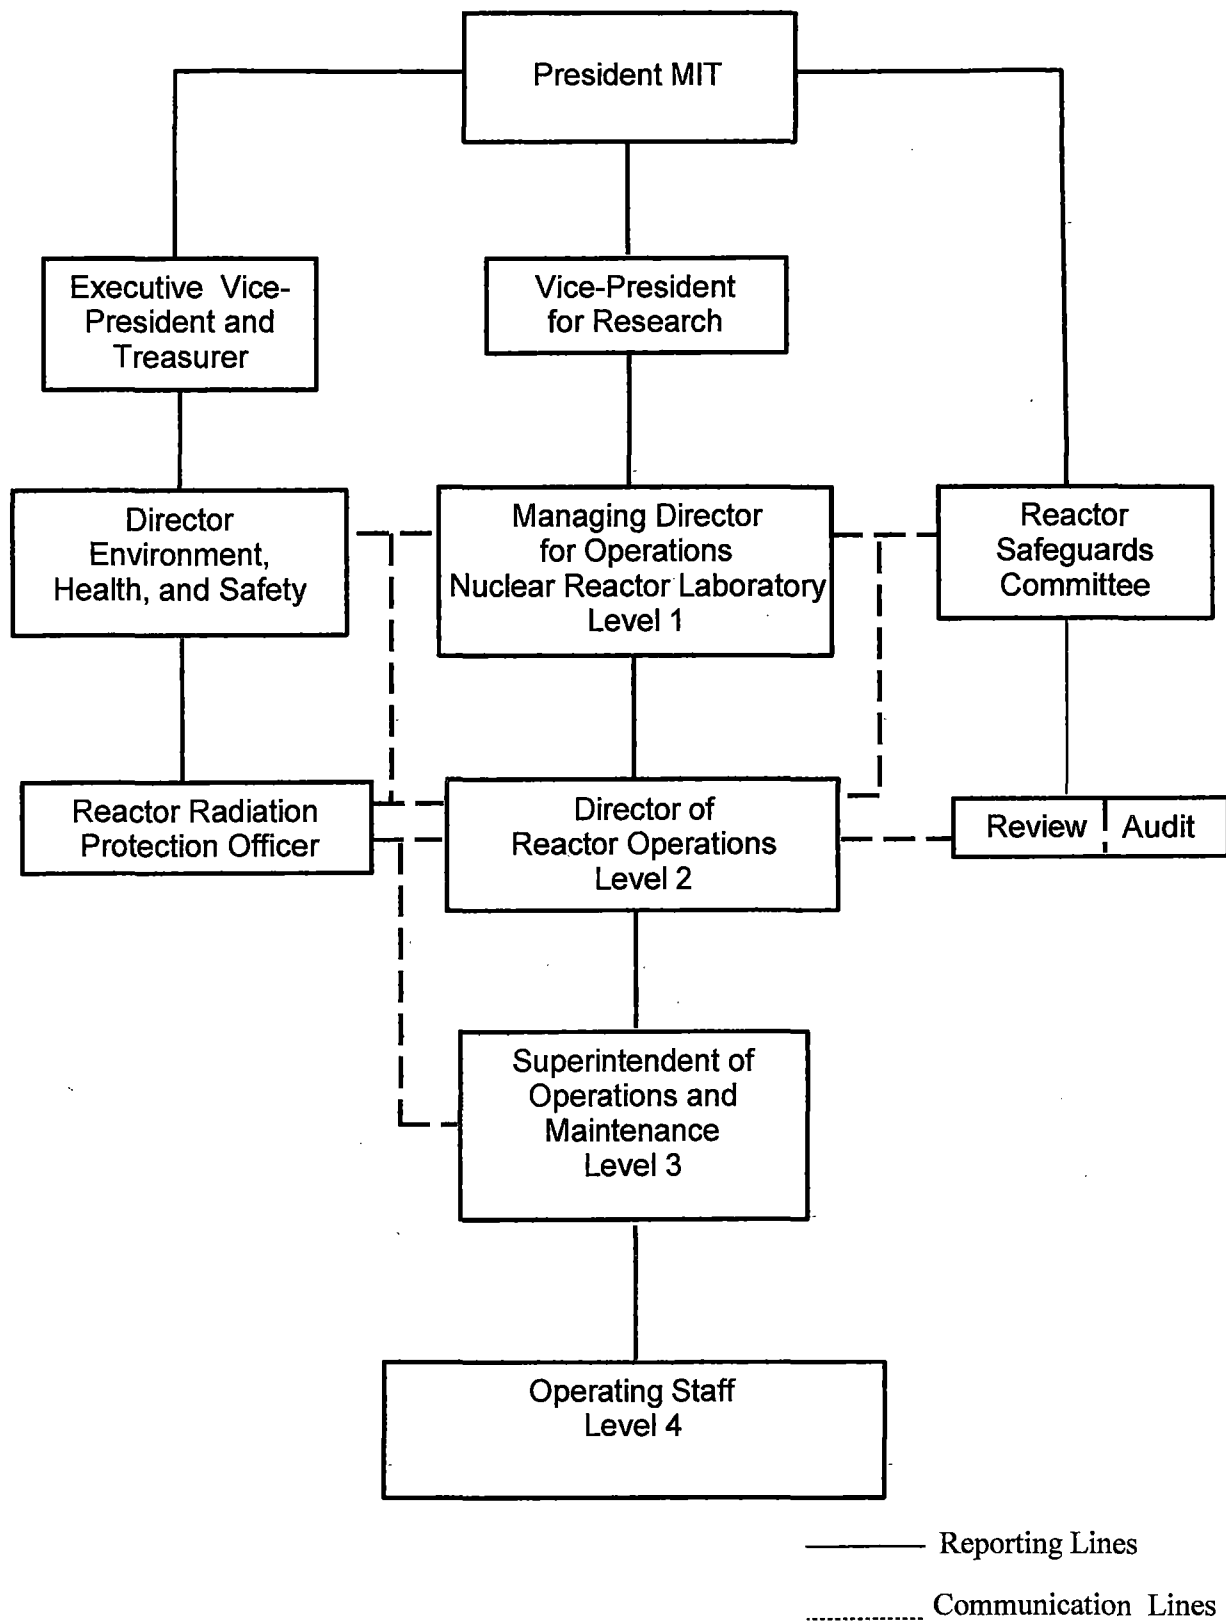 President MIT
Executive Vice-
President and
Treasurer
Vice-President
for Research
Director
Environment,
Health, and Safety
Managing Director
for Operations
Nuclear Reactor Laboratory
Level 1
Reactor
Safeguards
Committee
Reactor Radiation
Protection Officer
Director of
Reactor Operations
Level 2
Review Audit
Superintendent of
Operations and
Maintenance
Level 3
Operating Staff
Level 4
Reporting Lines
Communication Lines